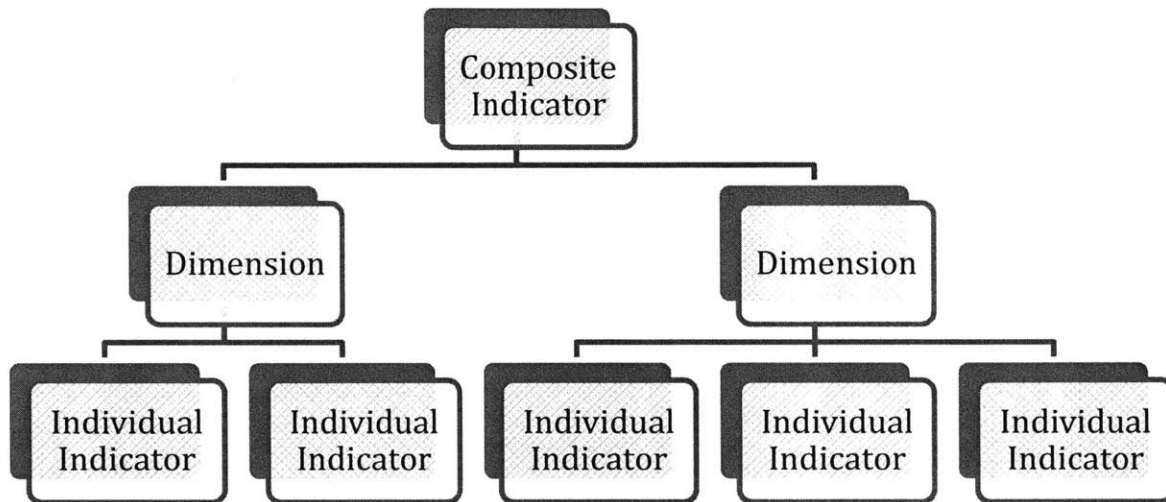 Composite
Indicator
Dimension
Dimension
Individual
Indicator
Individual
Indicator
Individual
Indicator
Individual
Indicator
Individual
Indicator